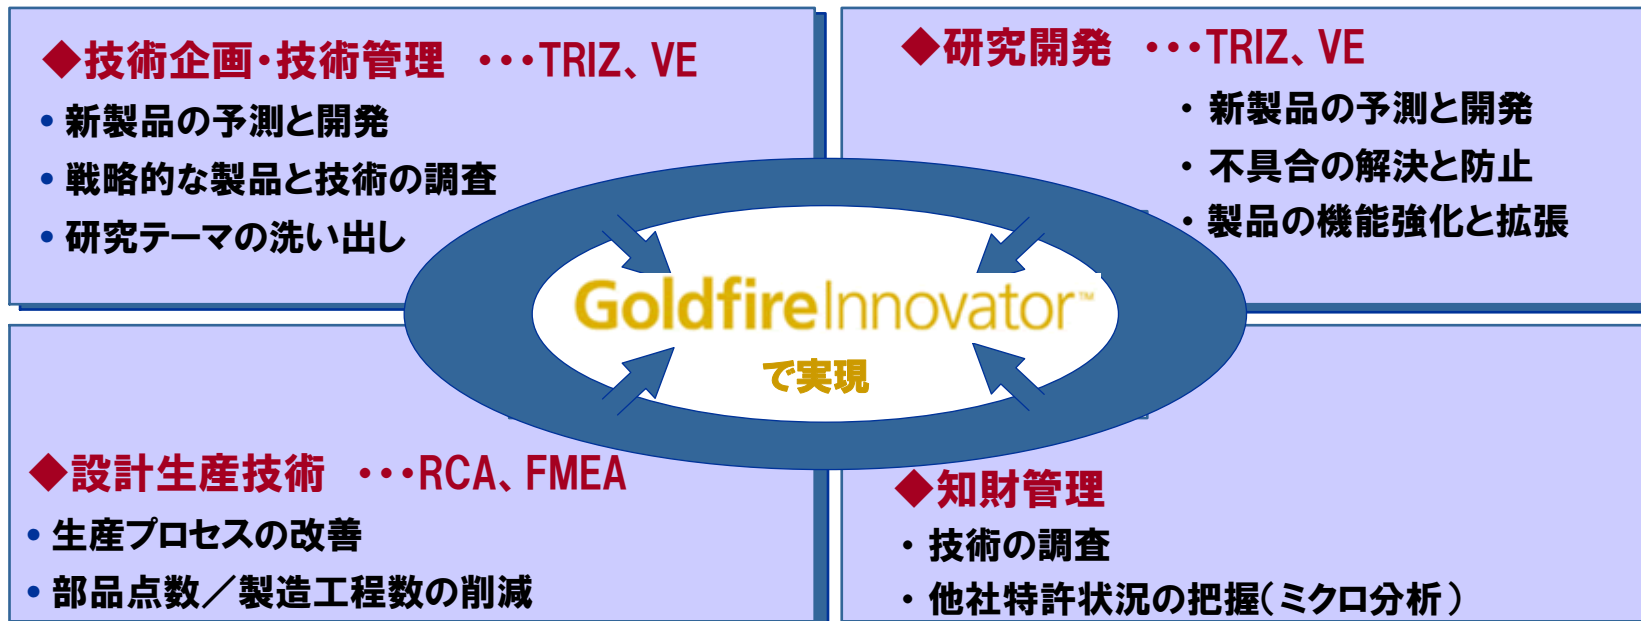 ◆技術企画・技術管理 ・・・TRIZ、VE
• 新製品の予測と開発
• 戦略的な製品と技術の調査
• 研究テーマの洗い出し
◆研究開発 ・・・TRIZ、VE
・ 新製品の予測と開発
・ 不具合の解決と防止
・ 製品の機能強化と拡張
GoldfireInnovator™
で実現
◆設計生産技術 ・・・RCA、FMEA
• 生産プロセスの改善
• 部品点数／製造工程数の削減
◆知財管理
・ 技術の調査
・ 他社特許状況の把握(ミクロ分析)